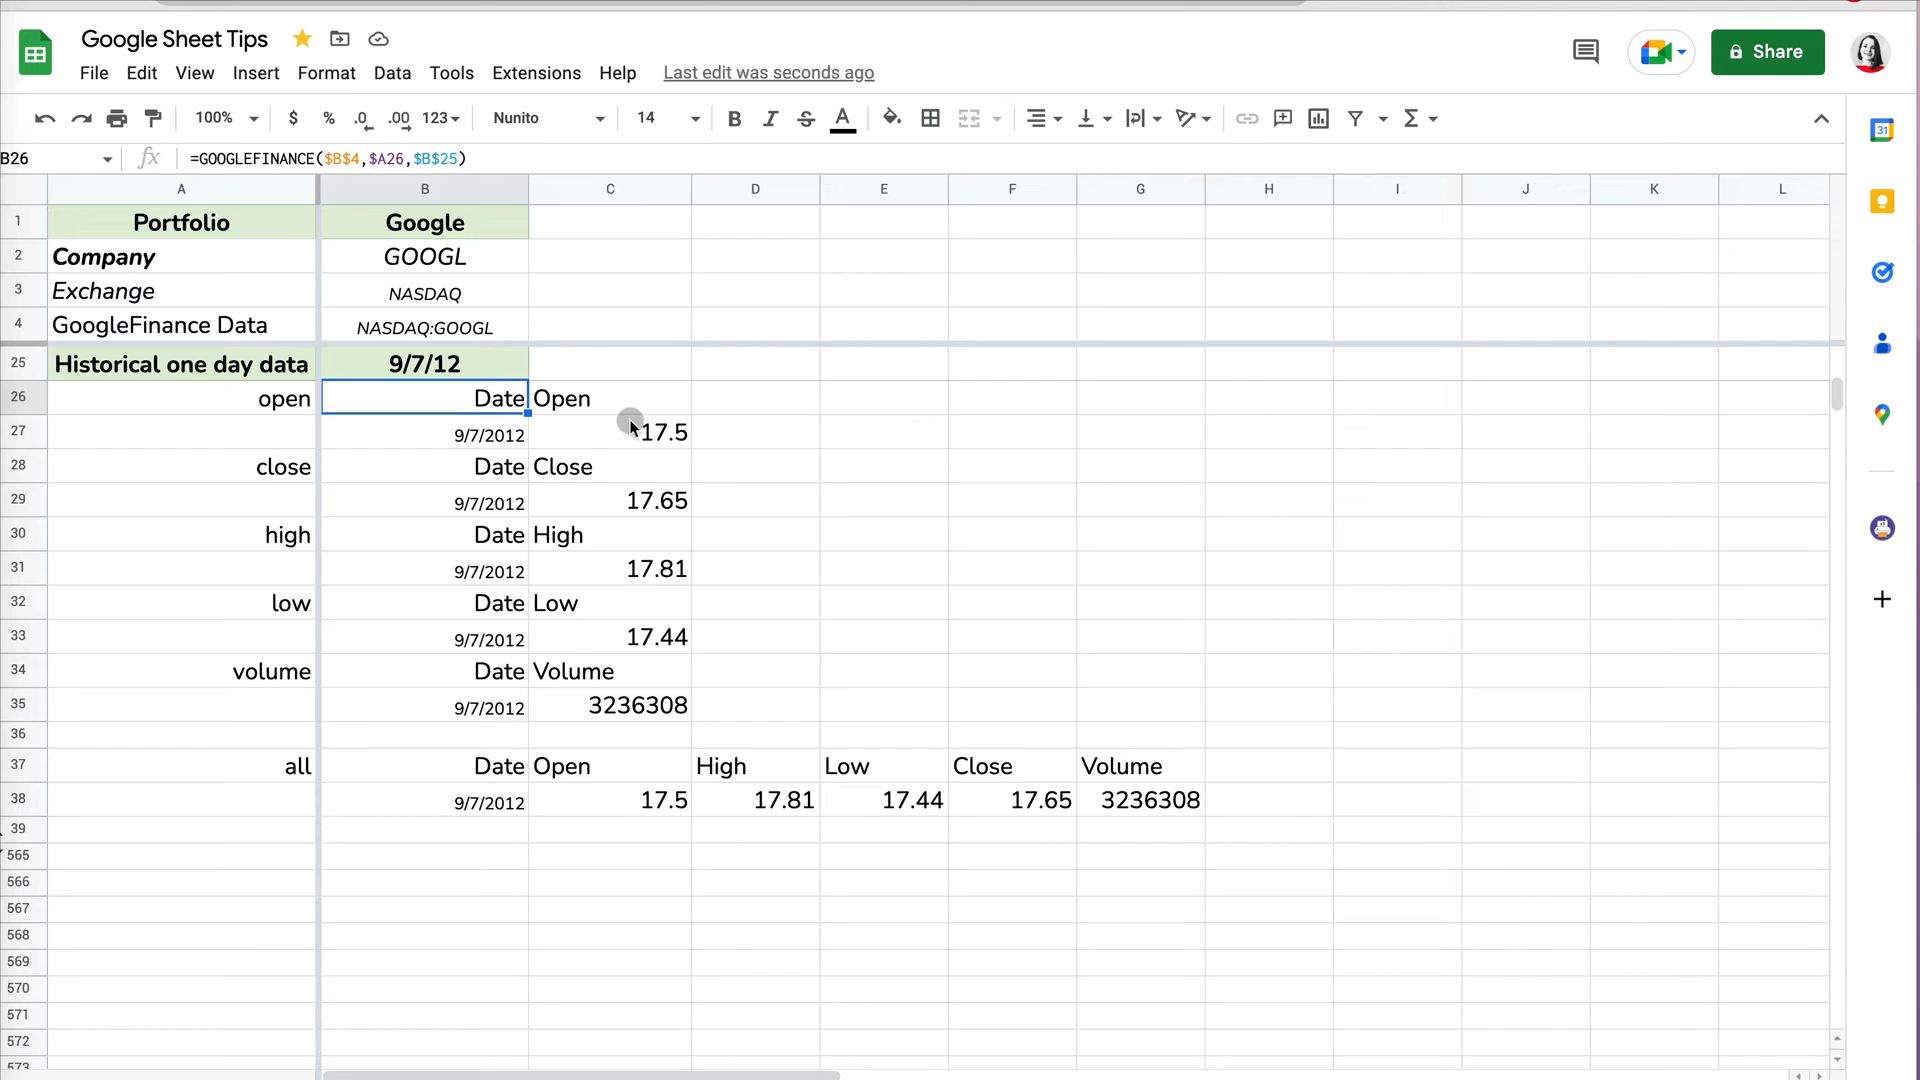 Google Sheet Tips
File Edit View Insert Format Data Tools Extensions Help Last edit was seconds ago
Share
100% $ % .0 .00 123 Nunito 14 B I S A
B26 fx =GOOGLEFINANCE($B$4,$A26,$B$25)
A B C D E F G H I J K L
1 Portfolio Google
2 Company GOOGL
3 Exchange NASDAQ
4 GoogleFinance Data NASDAQ:GOOGL
25 Historical one day data 9/7/12
26 open Date Open
27 9/7/2012 17.5
28 close Date Close
29 9/7/2012 17.65
30 high Date High
31 9/7/2012 17.81
32 low Date Low
33 9/7/2012 17.44
34 volume Date Volume
35 9/7/2012 3236308
36
37 all Date Open High Low Close Volume
38 9/7/2012 17.5 17.81 17.44 17.65 3236308
39
565
566
567
568
569
570
571
572
573
31